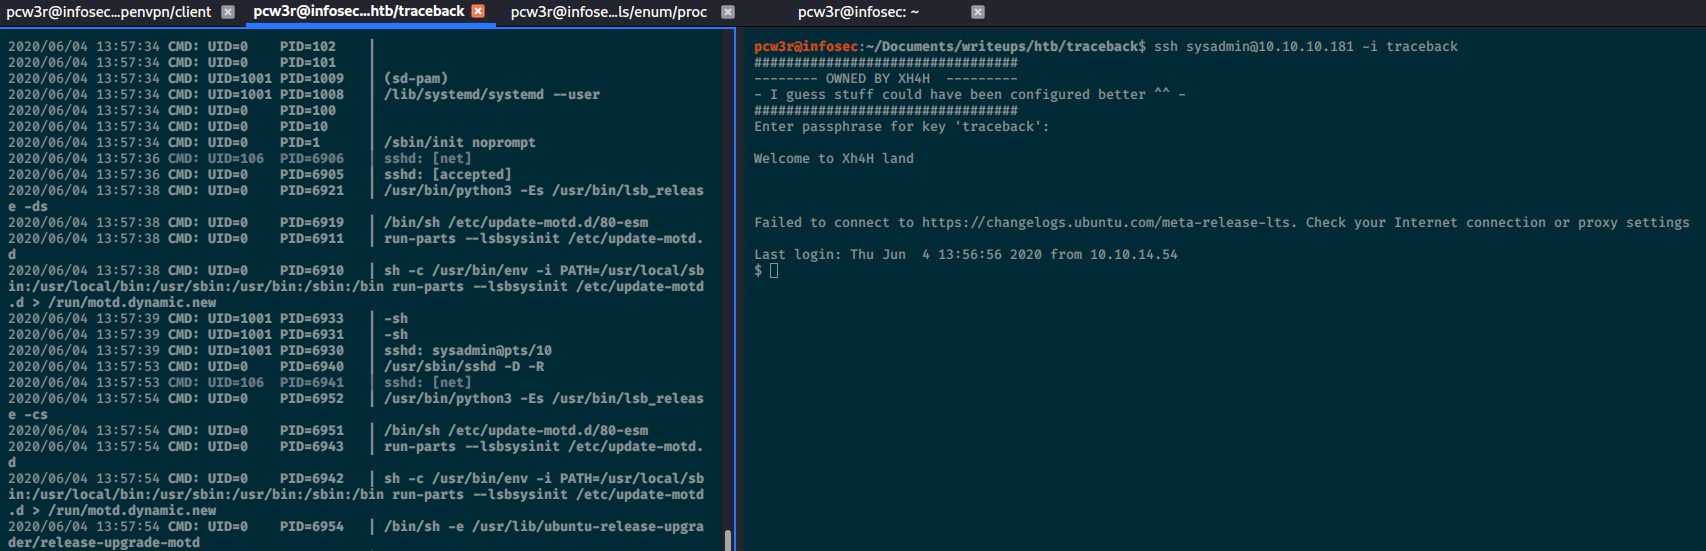 pcw3r@infosec...penvpn/client
pcw3r@infosec...htb/traceback
pcw3r@infose...ls/enum/proc
pcw3r@infosec: ~
2020/06/04 13:57:34 CMD: UID=0    PID=102    |
2020/06/04 13:57:34 CMD: UID=0    PID=101    |
2020/06/04 13:57:34 CMD: UID=1001 PID=1009   | (sd-pam)
2020/06/04 13:57:34 CMD: UID=1001 PID=1008   | /lib/systemd/systemd --user
2020/06/04 13:57:34 CMD: UID=0    PID=100    |
2020/06/04 13:57:34 CMD: UID=0    PID=10     |
2020/06/04 13:57:34 CMD: UID=0    PID=1      | /sbin/init noprompt
2020/06/04 13:57:36 CMD: UID=106  PID=6906   | sshd: [net]
2020/06/04 13:57:36 CMD: UID=0    PID=6905   | sshd: [accepted]
2020/06/04 13:57:38 CMD: UID=0    PID=6921   | /usr/bin/python3 -Es /usr/bin/lsb_releas
e -ds
2020/06/04 13:57:38 CMD: UID=0    PID=6919   | /bin/sh /etc/update-motd.d/80-esm
2020/06/04 13:57:38 CMD: UID=0    PID=6911   | run-parts --lsbsysinit /etc/update-motd.
d
2020/06/04 13:57:38 CMD: UID=0    PID=6910   | sh -c /usr/bin/env -i PATH=/usr/local/sb
in:/usr/local/bin:/usr/sbin:/usr/bin:/sbin:/bin run-parts --lsbsysinit /etc/update-motd
.d > /run/motd.dynamic.new
2020/06/04 13:57:39 CMD: UID=1001 PID=6933   | -sh
2020/06/04 13:57:39 CMD: UID=1001 PID=6931   | -sh
2020/06/04 13:57:39 CMD: UID=1001 PID=6930   | sshd: sysadmin@pts/10
2020/06/04 13:57:53 CMD: UID=0    PID=6940   | /usr/sbin/sshd -D -R
2020/06/04 13:57:53 CMD: UID=106  PID=6941   | sshd: [net]
2020/06/04 13:57:54 CMD: UID=0    PID=6952   | /usr/bin/python3 -Es /usr/bin/lsb_releas
e -cs
2020/06/04 13:57:54 CMD: UID=0    PID=6951   | /bin/sh /etc/update-motd.d/80-esm
2020/06/04 13:57:54 CMD: UID=0    PID=6943   | run-parts --lsbsysinit /etc/update-motd.
d
2020/06/04 13:57:54 CMD: UID=0    PID=6942   | sh -c /usr/bin/env -i PATH=/usr/local/sb
in:/usr/local/bin:/usr/sbin:/usr/bin:/sbin:/bin run-parts --lsbsysinit /etc/update-motd
.d > /run/motd.dynamic.new
2020/06/04 13:57:54 CMD: UID=0    PID=6954   | /bin/sh -e /usr/lib/ubuntu-release-upgra
der/release-upgrade-motd
pcw3r@infosec:~/Documents/writeups/htb/traceback$ ssh sysadmin@10.10.10.181 -i traceback
#################################
-------- OWNED BY XH4H  ---------
- I guess stuff could have been configured better ^^ -
#################################
Enter passphrase for key 'traceback':
Welcome to Xh4H land
Failed to connect to https://changelogs.ubuntu.com/meta-release-lts. Check your Internet connection or proxy settings
Last login: Thu Jun  4 13:56:56 2020 from 10.10.14.54
$